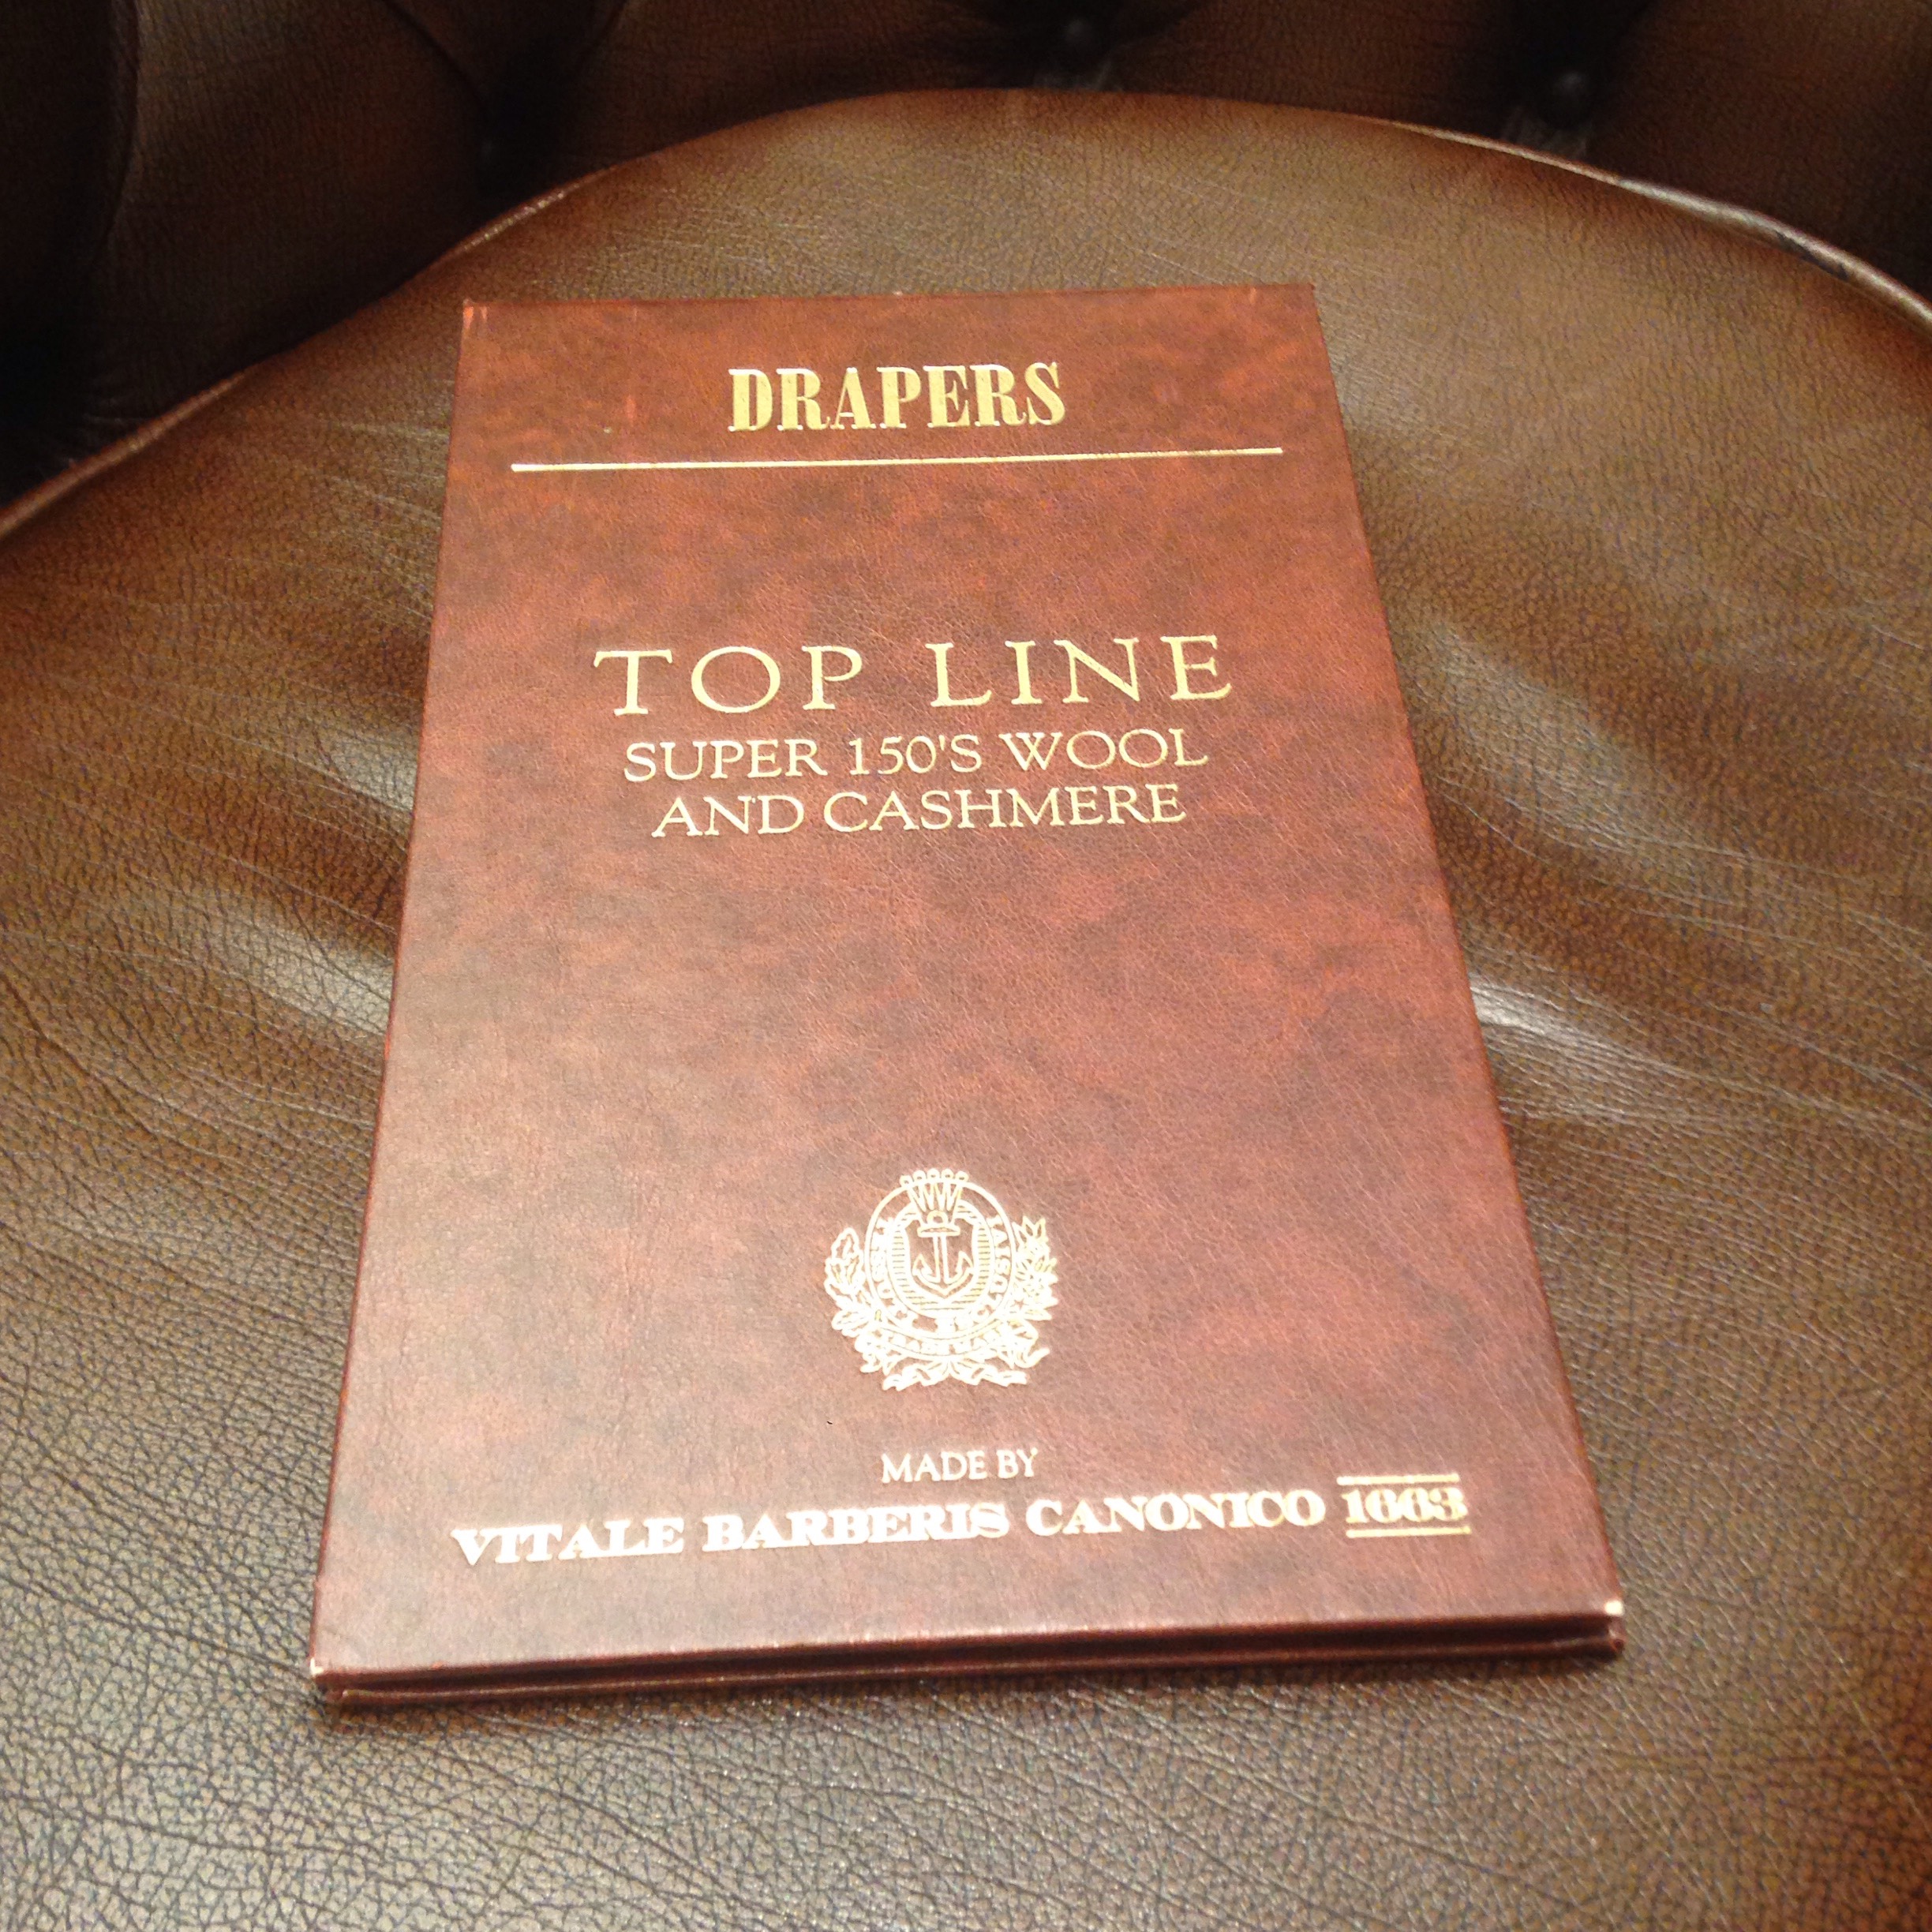 DRAPERS
TOP LINE
SUPER 150'S WOOL
AND CASHMERE
MADE BY
VITALE BARBERIS CANONICO 1663